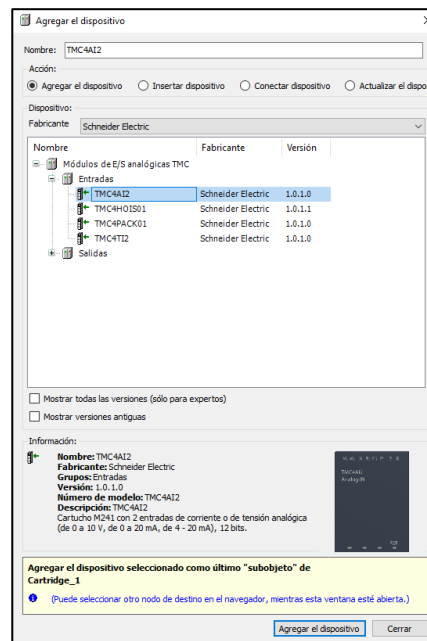 Agregar el dispositivo
Nombre: TMC4AI2
Acción:
Agregar el dispositivo Insertar dispositivo Conectar dispositivo Actualizar el dispo
Dispositivo:
Fabricante Schneider Electric
Nombre Fabricante Versión
Módulos de E/S analógicas TMC
Entradas
TMC4AI2 Schneider Electric 1.0.1.0
TMC4HOIS01 Schneider Electric 1.0.1.1
TMC4PACK01 Schneider Electric 1.0.1.0
TMC4TI2 Schneider Electric 1.0.1.0
Salidas
Mostrar todas las versiones (sólo para expertos)
Mostrar versiones antiguas
Información:
Nombre: TMC4AI2
Fabricante: Schneider Electric
Grupos: Entradas
Versión: 1.0.1.0
Número de modelo: TMC4AI2
Descripción: TMC4AI2
Cartucho M241 con 2 entradas de corriente o de tensión analógica
(de 0 a 10 V, de 0 a 20 mA, de 4 - 20 mA), 12 bits.
Agregar el dispositivo seleccionado como último "subobjeto" de
Cartridge_1
(Puede seleccionar otro nodo de destino en el navegador, mientras esta ventana esté abierta.)
Agregar el dispositivo Cerrar